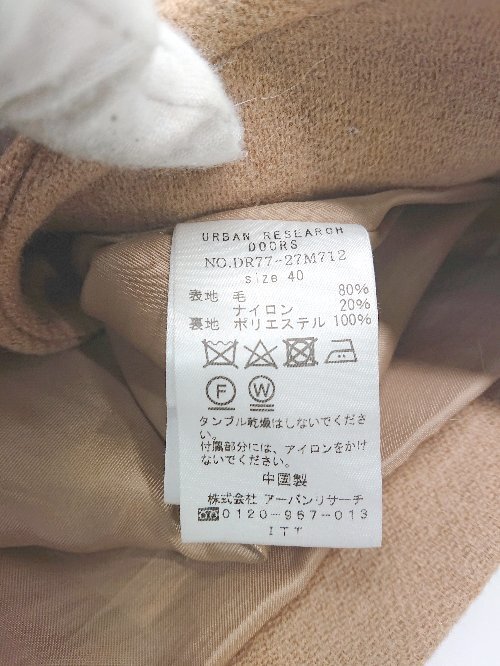 URBAN RESEARCH
DOORS
NO.DR77-27M712
size 40
表地 毛 80%
ナイロン 20%
裏地 ポリエステル 100%
F W
タンブル乾燥はしないでくださ
い。
付属部分には、アイロンをかけ
ないでください。
中国製
株式会社 アーバンリサーチ
0120-967-013
ITT